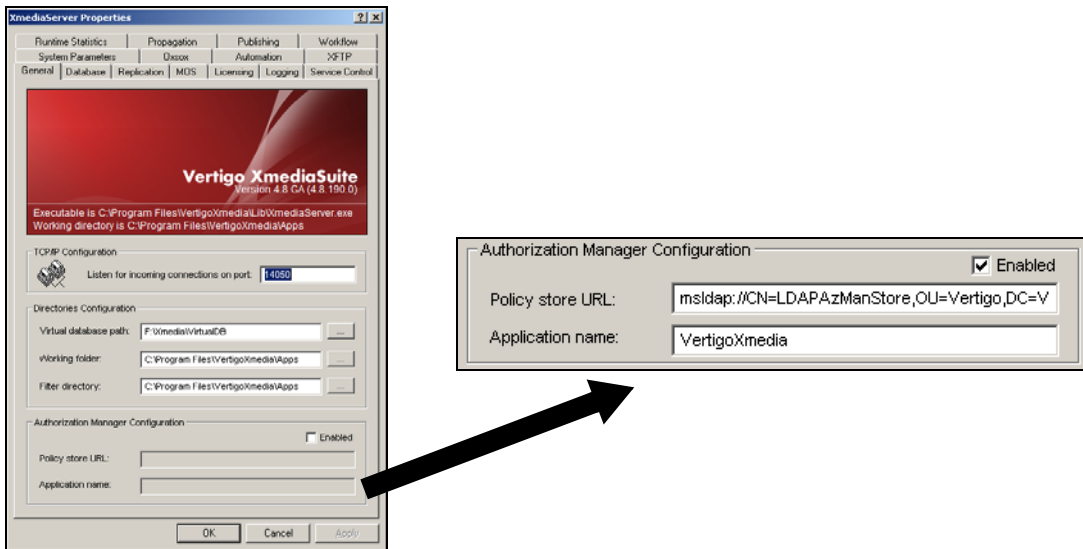 XmediaServer Properties
Runtime Statistics Propagation Publishing Workflow
System Parameters Oxsox Automation XFTP
General Database Replication MOS Licensing Logging Service Control
Vertigo XmediaSuite
Version 4.8 GA (4.8.190.0)
Executable is C:\Program Files\VertigoXmedia\Lib\XmediaServer.exe
Working directory is C:\Program Files\VertigoXmedia\Apps
TCP/IP Configuration
Listen for incoming connections on port: 14050
Directories Configuration
Virtual database path: F:\Xmedia\VirtualDB ...
Working folder: C:\Program Files\VertigoXmedia\Apps ...
Filter directory: C:\Program Files\VertigoXmedia\Apps ...
Authorization Manager Configuration
Enabled
Policy store URL:
Application name:
OK Cancel Apply
Authorization Manager Configuration
Enabled
Policy store URL: msldap://CN=LDAPAzManStore,OU=Vertigo,DC=V
Application name: VertigoXmedia